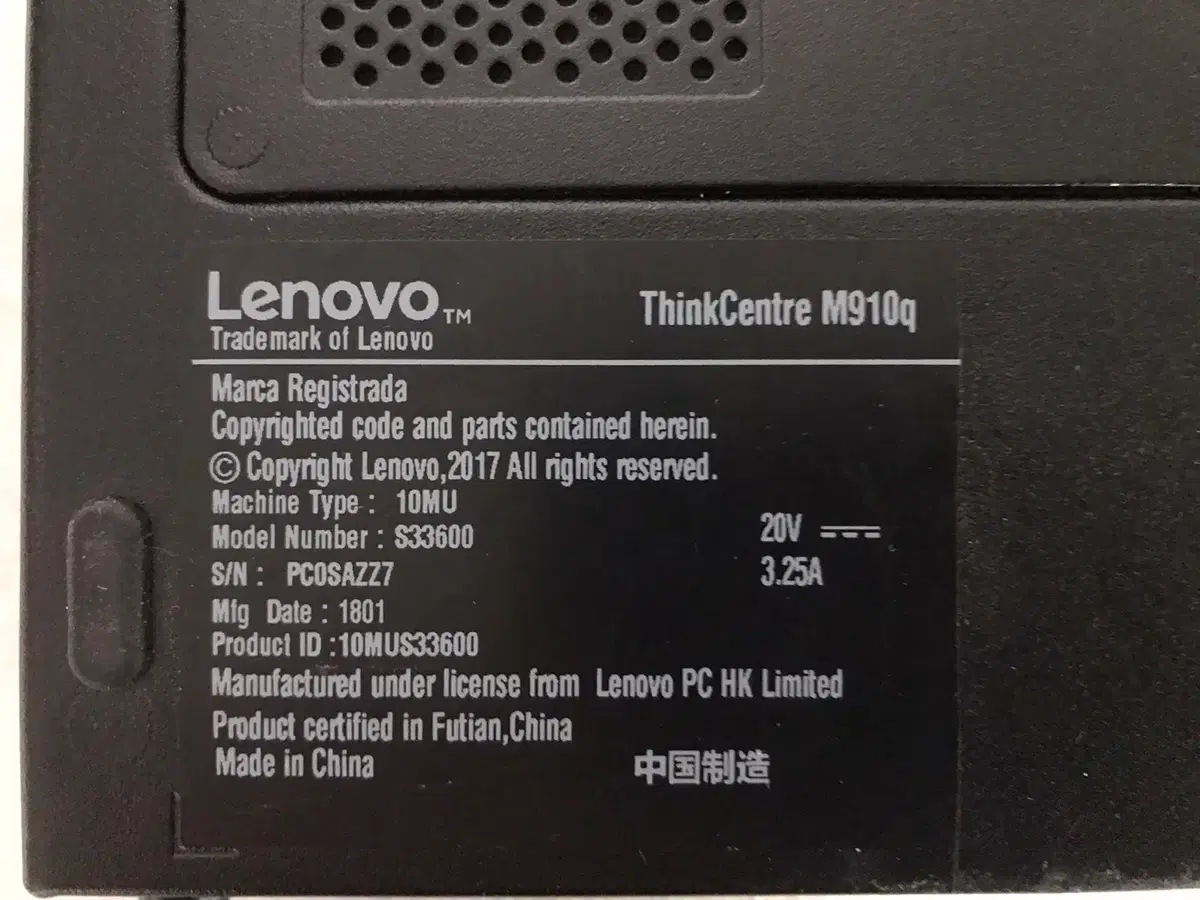 Lenovo™
ThinkCentre M910q
Trademark of Lenovo
Marca Registrada
Copyrighted code and parts contained herein.
© Copyright Lenovo,2017 All rights reserved.
Machine Type : 10MU
Model Number : S33600
20V
S/N : PC0SAZZ7
3.25A
Mfg Date : 1801
Product ID :10MUS33600
Manufactured under license from Lenovo PC HK Limited
Product certified in Futian,China
Made in China
中国制造